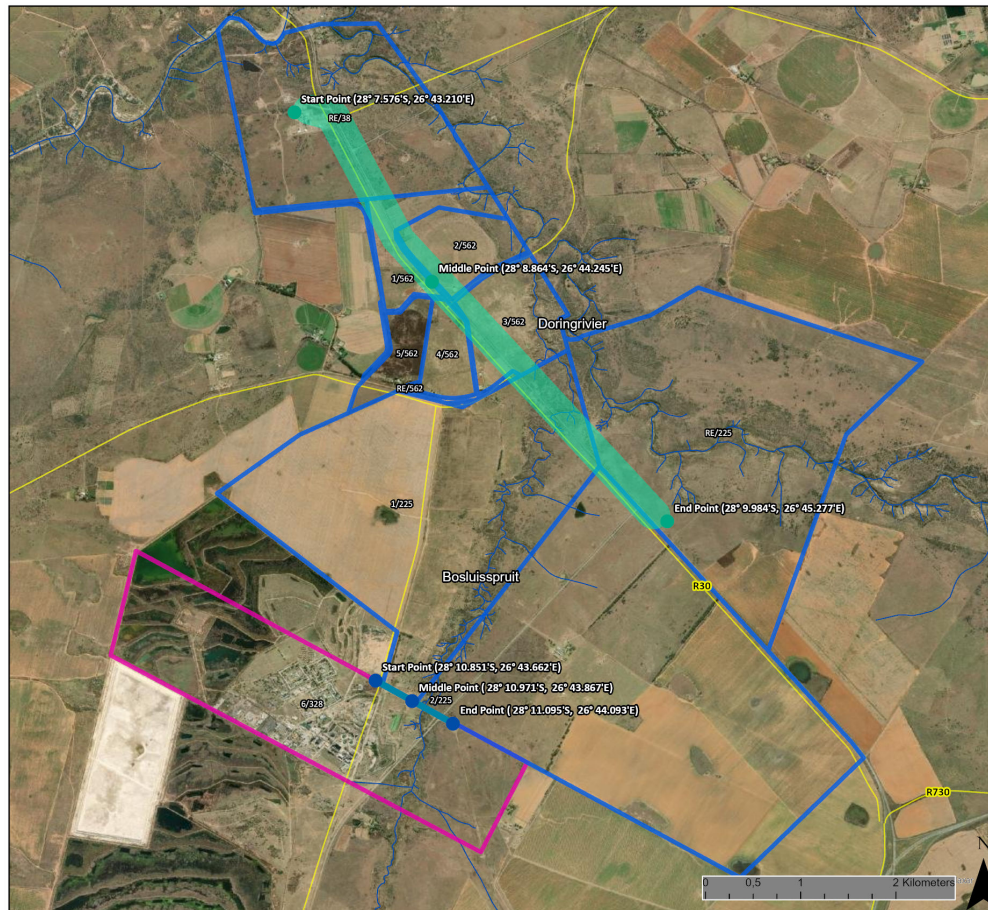 Start Point (28° 7.576'S, 26° 43.210'E)
RE/38
2/562
Middle Point (28° 8.864'S, 26° 44.245'E)
1/562
3/562
Doringrivier
5/562
4/562
RE/562
RE/225
1/225
End Point (28° 9.984'S, 26° 45.277'E)
Bosluisspruit
R30
Start Point (28° 10.851'S, 26° 43.662'E)
Middle Point ( 28° 10.971'S, 26° 43.867'E)
2/225
6/328
End Point (28° 11.095'S, 26° 44.093'E)
R730
N
0 0,5 1 2 Kilometers